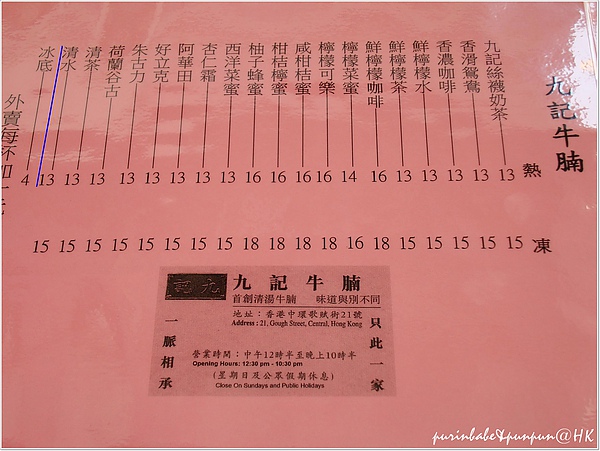 九記牛腩
熱
凍
九記絲襪奶茶 13 15
香滑鴛鴦 13 15
香濃咖啡 13 15
鮮檸檬水 13 15
鮮檸檬茶 13 15
鮮檸檬咖啡 16 18
檸檬菜蜜 14 16
檸檬可樂 16 18
咸柑桔蜜 16 18
柑桔檸蜜 16 18
柚子蜂蜜 16 18
西洋菜蜜 13 15
杏仁霜 13 15
阿華田 13 15
好立克 13 15
朱古力 13 15
荷蘭谷古 13 15
清茶 13 15
清水 13 15
冰底 4
外賣每杯加一元
九記
九記牛腩
首創清湯牛腩 味道與別不同
地址：香港中環歌賦街21號
Address : 21, Gough Street, Central, Hong Kong
一脈相承
只此一家
營業時間：中午12時半至晚上10時半
Opening Hours: 12:30 pm - 10:30 pm
(星期日及公眾假期休息)
Close On Sundays and Public Holidays
purinbabe&punpun@HK